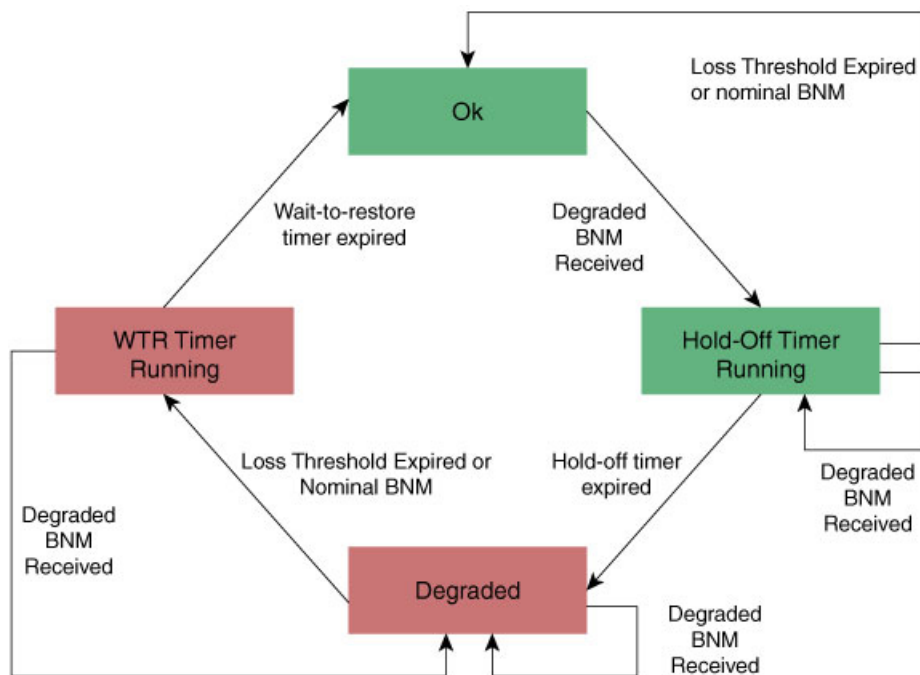 Loss Threshold Expired
or nominal BNM
Ok
Wait-to-restore
timer expired
Degraded
BNM
Received
WTR Timer
Running
Hold-Off Timer
Running
Loss Threshold Expired or
Nominal BNM
Hold-off timer
expired
Degraded
BNM
Received
Degraded
BNM
Received
Degraded
Degraded
BNM
Received